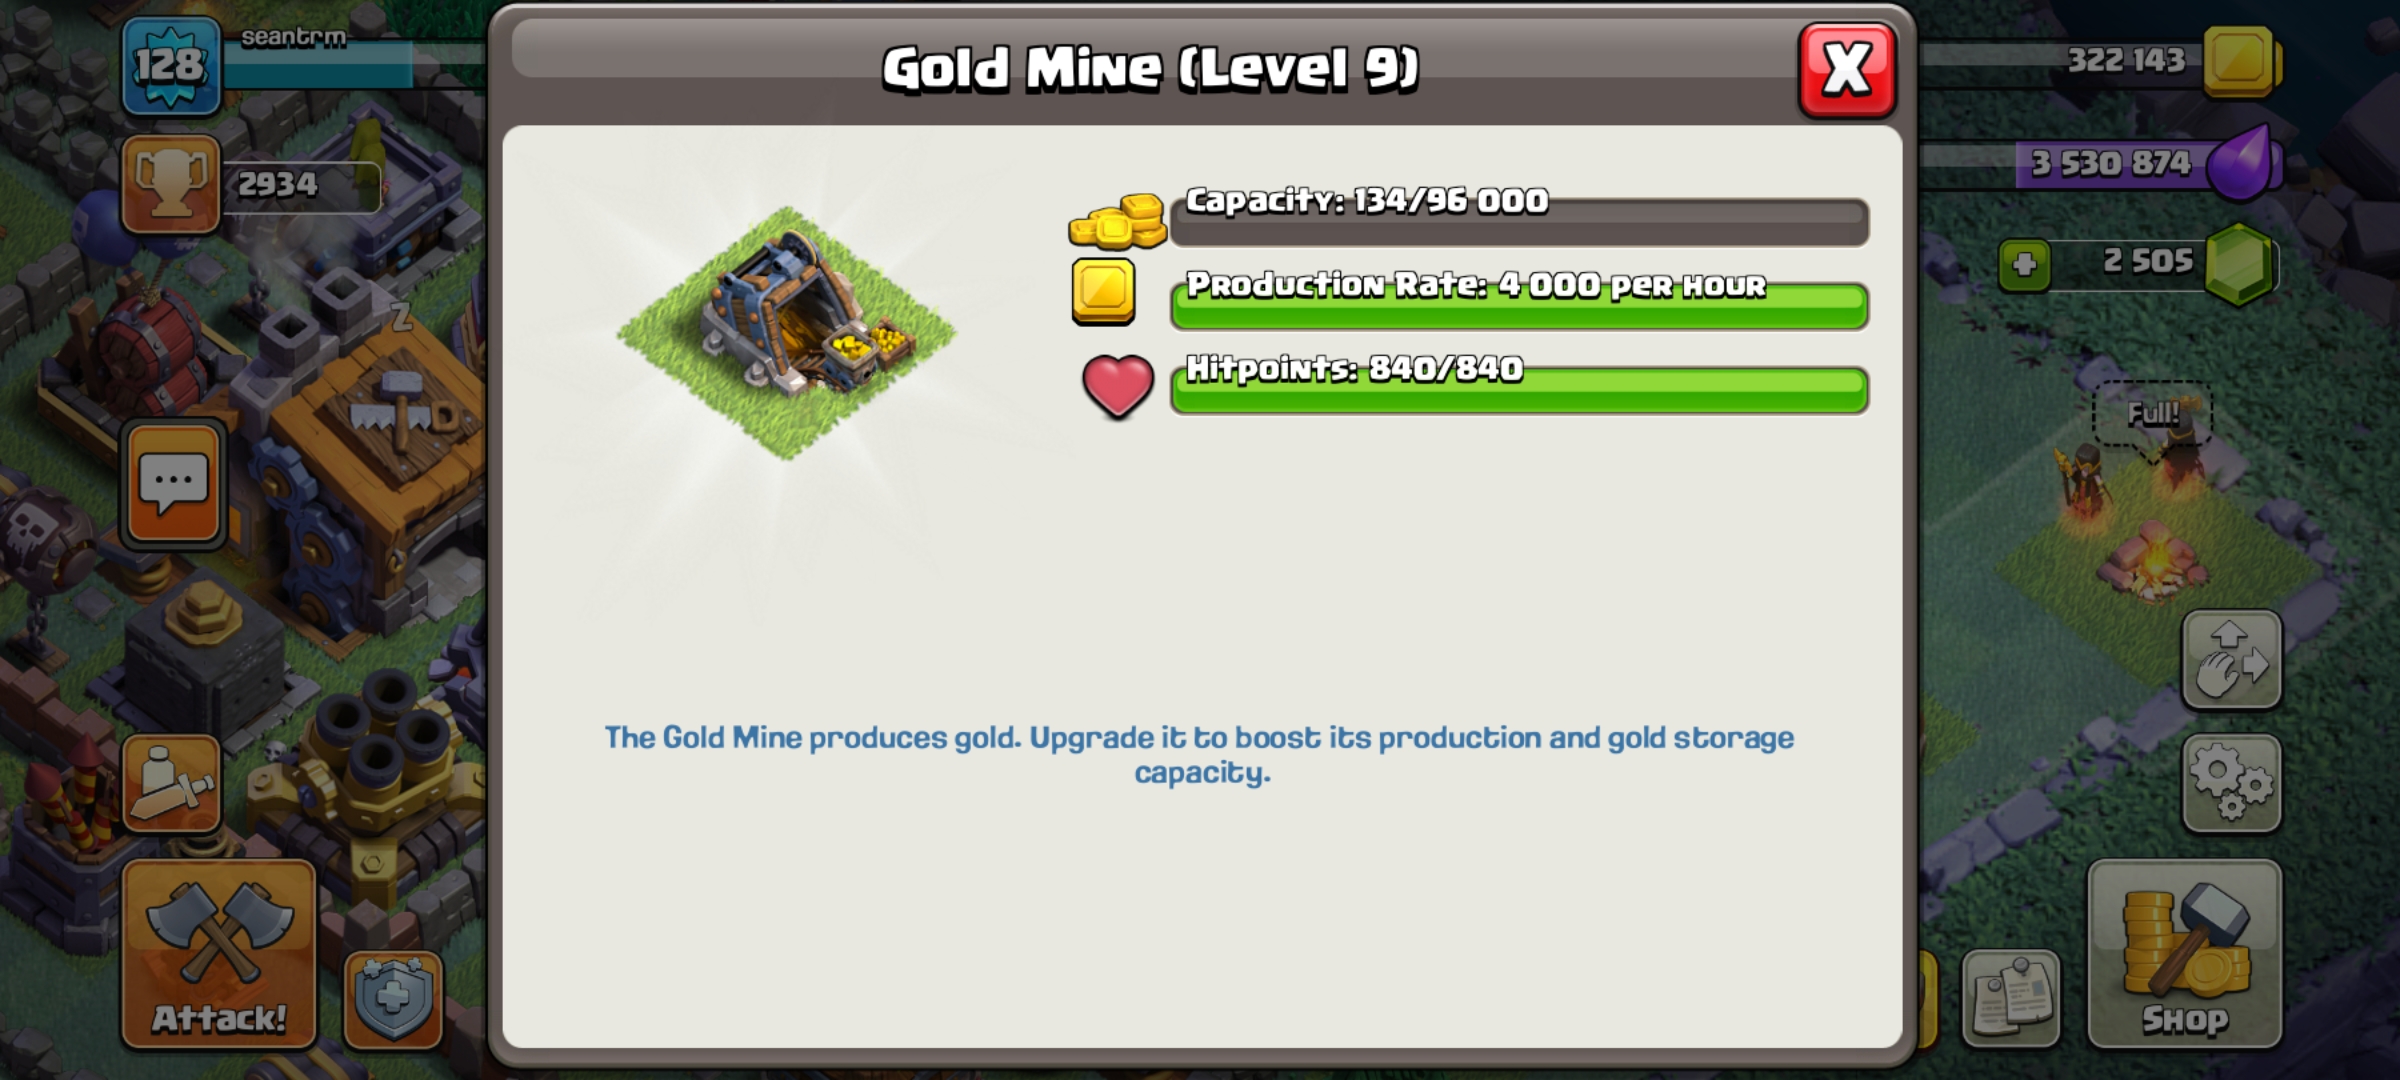 128
seantrm
2934
Gold Mine (Level 9)
X
322 143
3 530 874
2 505
Capacity: 134/96 000
Production Rate: 4 000 per hour
Hitpoints: 840/840
Z
Full!
The Gold Mine produces gold. Upgrade it to boost its production and gold storage
capacity.
Attack!
Shop